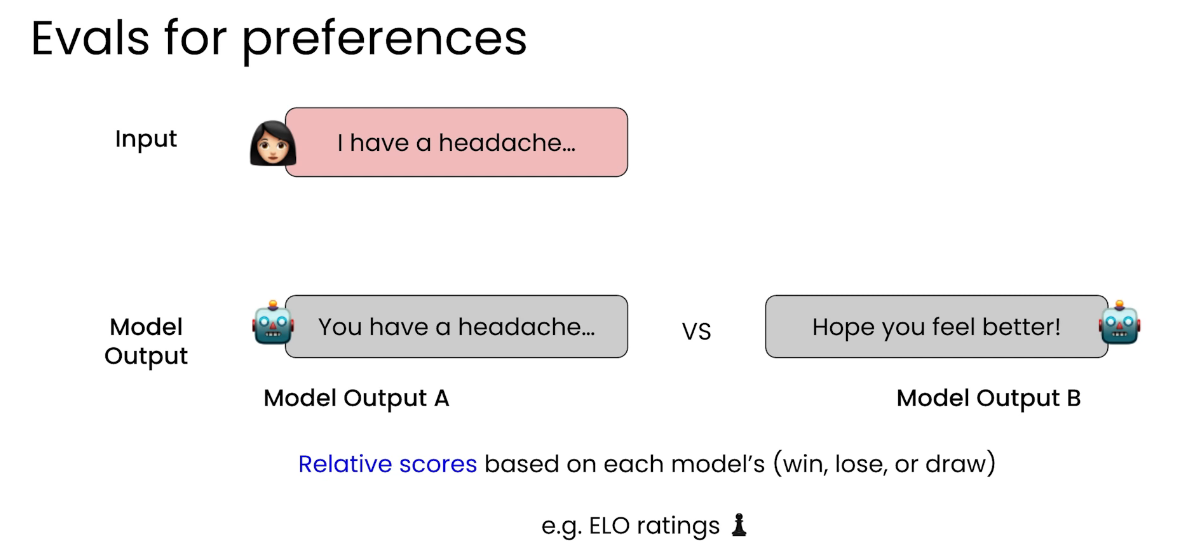 Evals for preferences
Input
I have a headache...
Model
Output
You have a headache...
VS
Hope you feel better!
Model Output A
Model Output B
Relative scores based on each model’s (win, lose, or draw)
e.g. ELO ratings